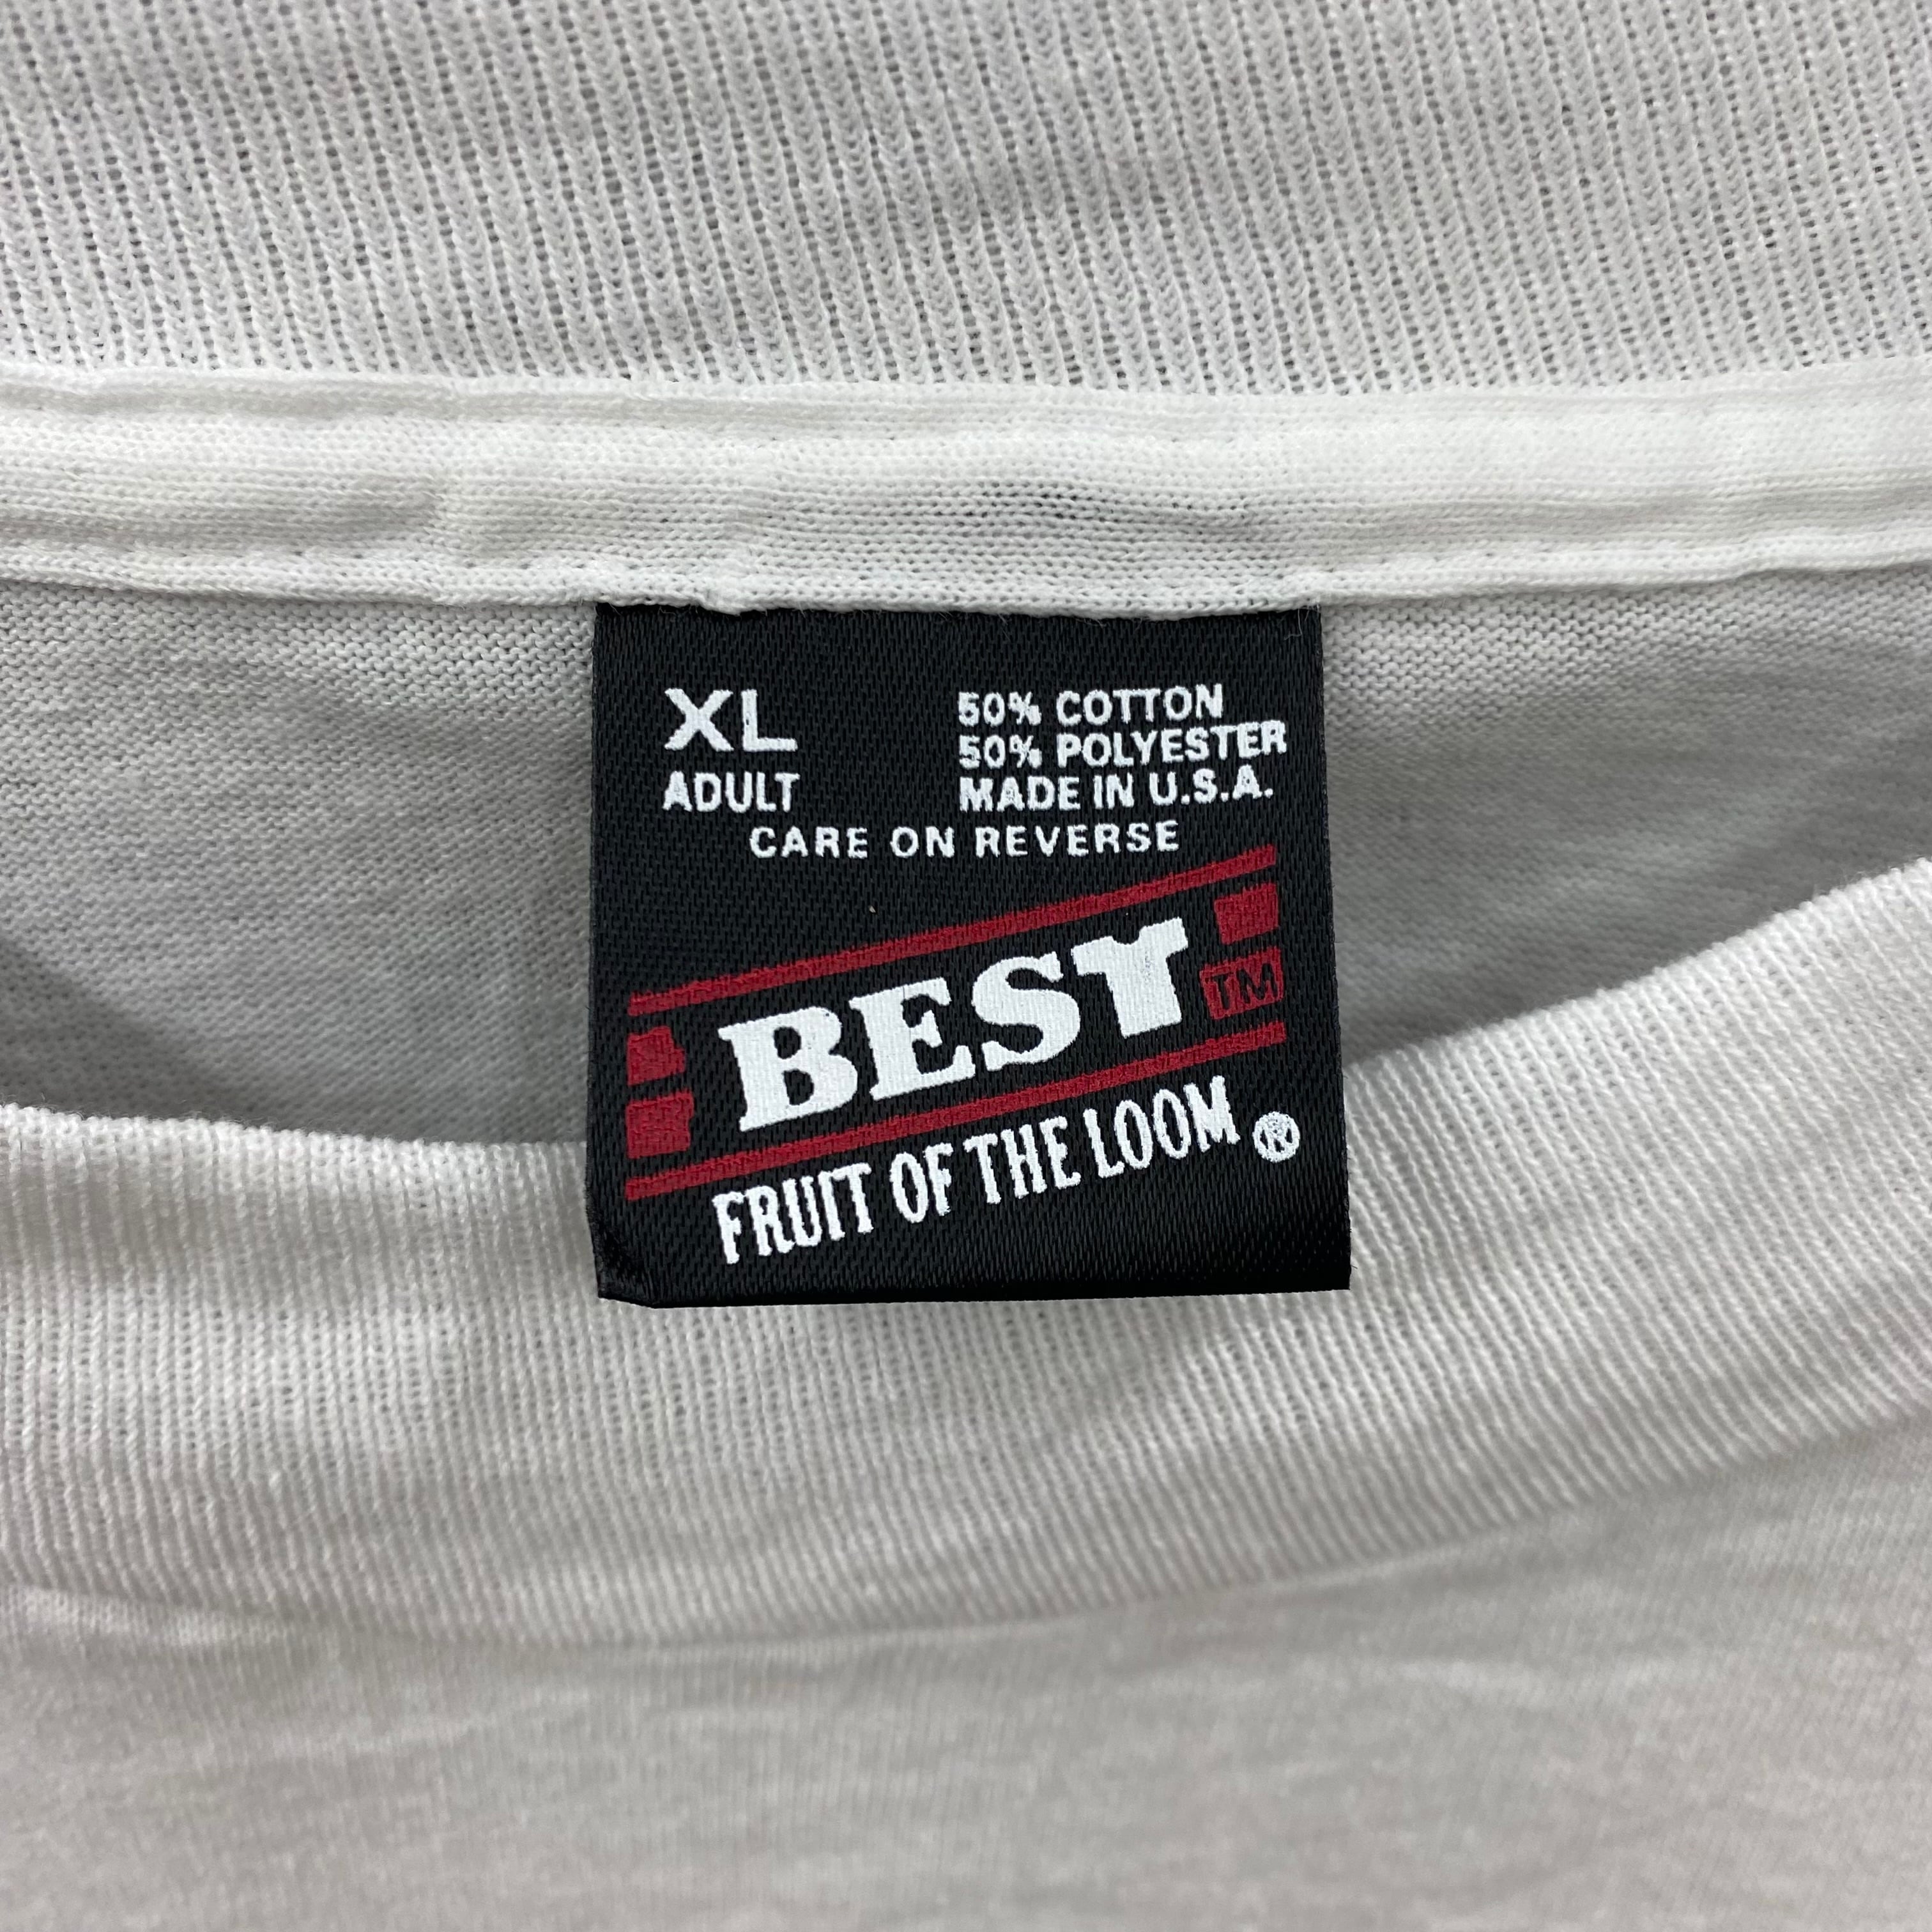 XL
ADULT
50% COTTON
50% POLYESTER
MADE IN U.S.A.
CARE ON REVERSE
BEST TM
FRUIT OF THE LOOM ®